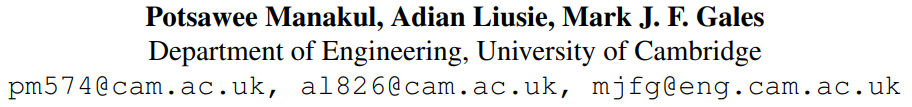 Potsawee Manakul, Adian Liusie, Mark J. F. Gales
Department of Engineering, University of Cambridge
pm574@cam.ac.uk, al826@cam.ac.uk, mjfg@eng.cam.ac.uk